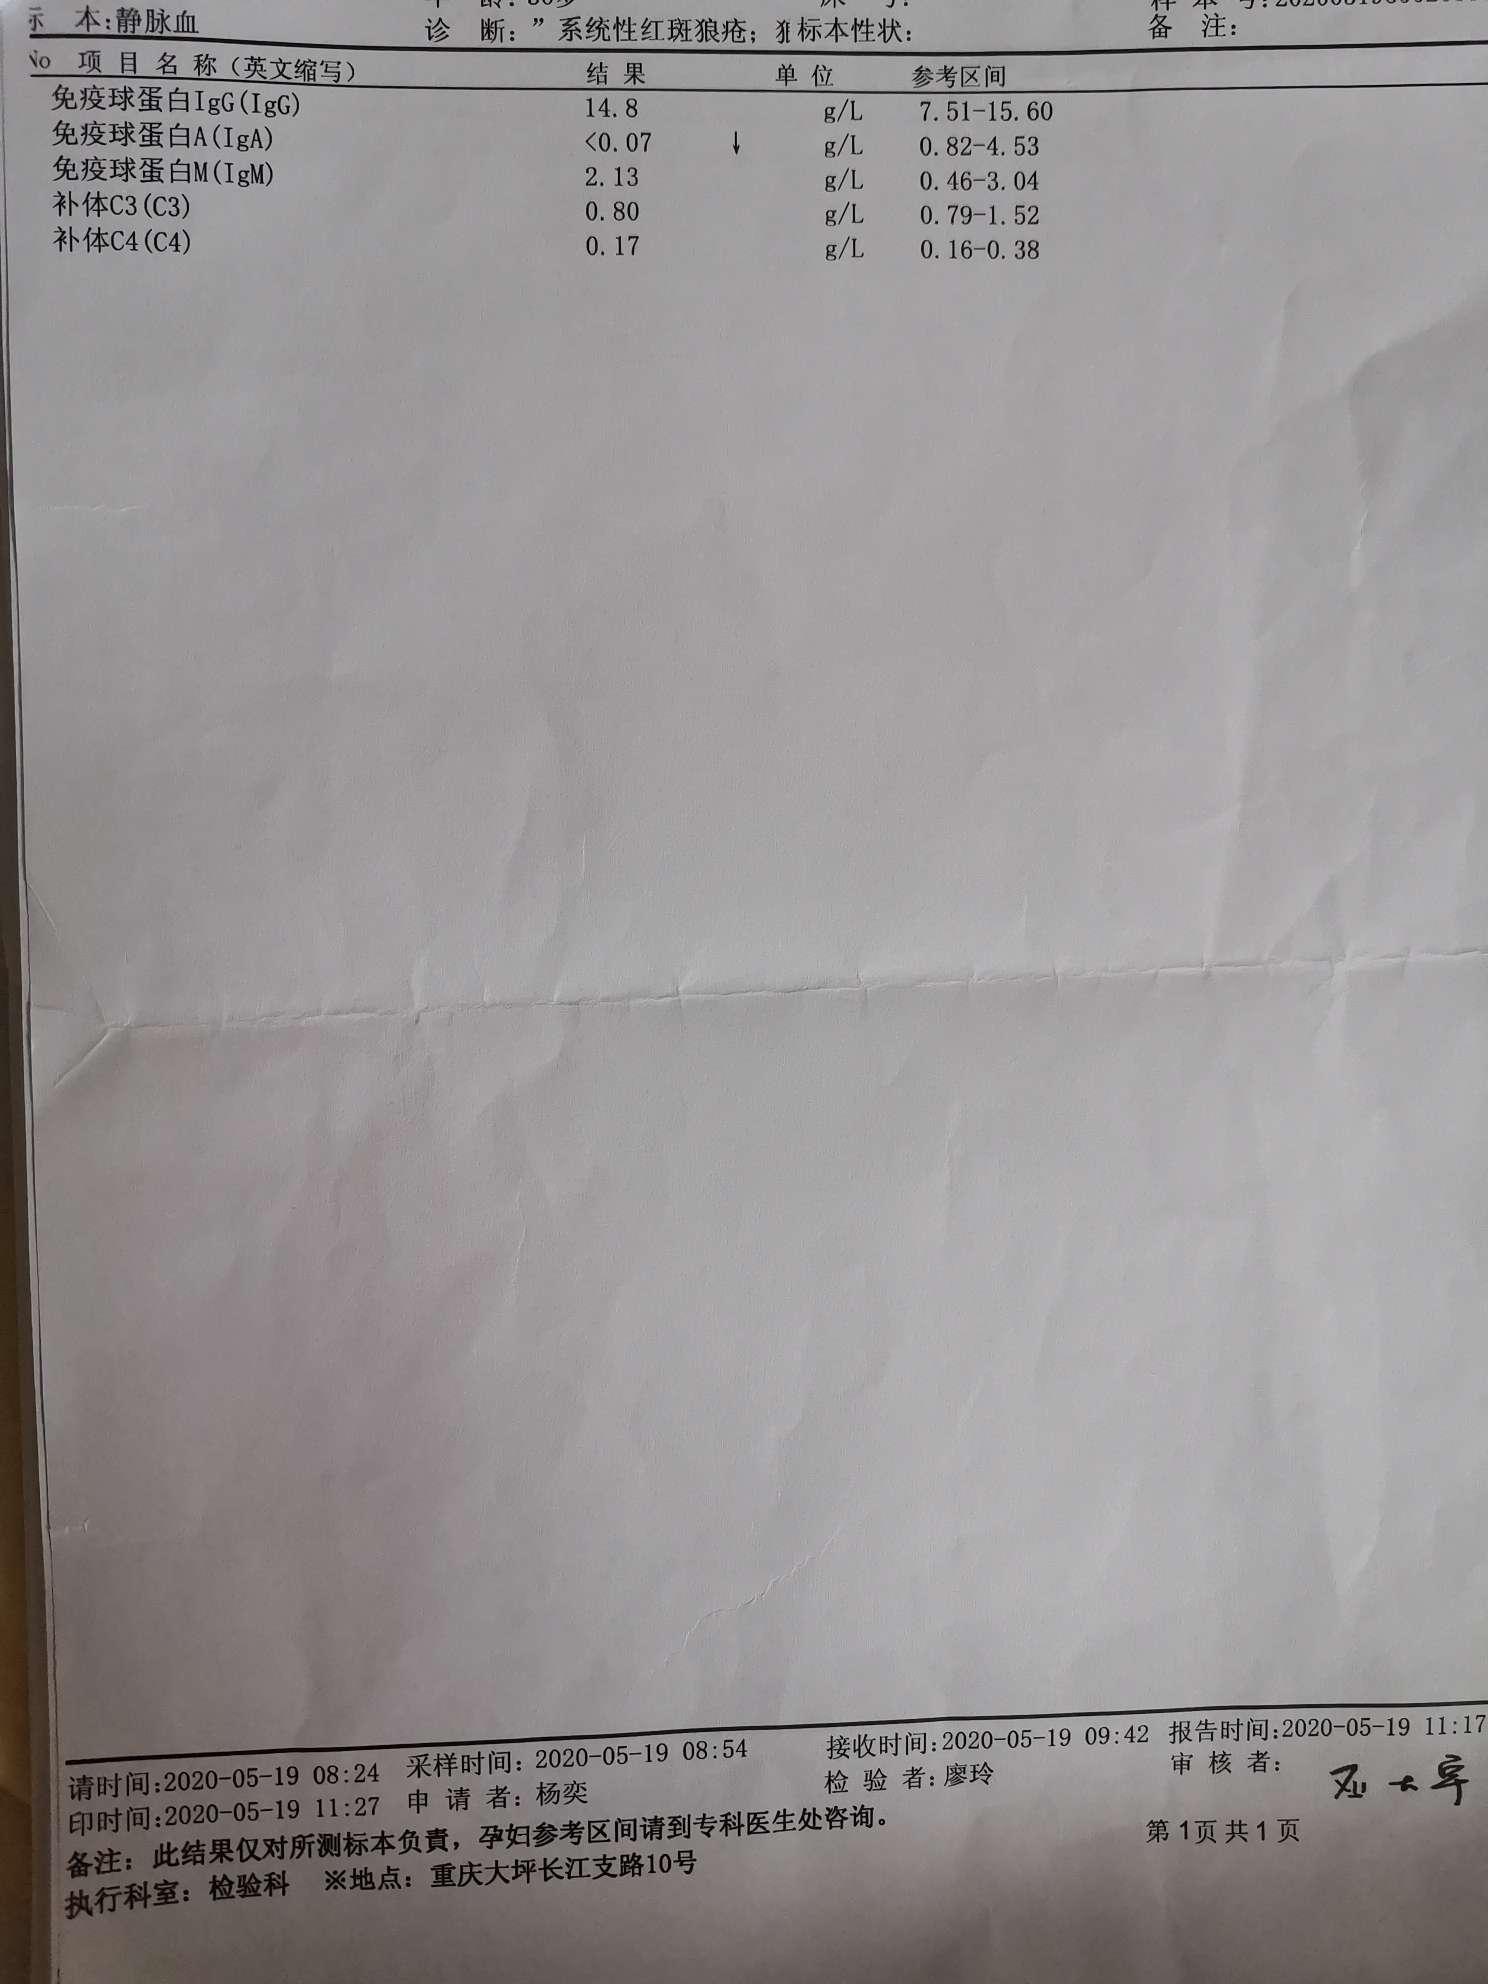 本:静脉血 诊 断:”系统性红斑狼疮; 标本性状: 备 注:
No 项 目 名 称(英文缩写) 结 果 单 位 参考区间
免疫球蛋白IgG(IgG) 14.8 g/L 7.51-15.60
免疫球蛋白A(IgA) <0.07 ↓ g/L 0.82-4.53
免疫球蛋白M(IgM) 2.13 g/L 0.46-3.04
补体C3(C3) 0.80 g/L 0.79-1.52
补体C4(C4) 0.17 g/L 0.16-0.38
请时间:2020-05-19 08:24 采样时间: 2020-05-19 08:54 接收时间:2020-05-19 09:42 报告时间:2020-05-19 11:17
印时间:2020-05-19 11:27 申 请 者: 杨奕 检 验 者:廖玲 审 核 者:
备注: 此结果仅对所测标本负责, 孕妇参考区间请到专科医生处咨询。 第 1页 共 1 页
执行科室: 检验科 ※地点: 重庆大坪长江支路10号